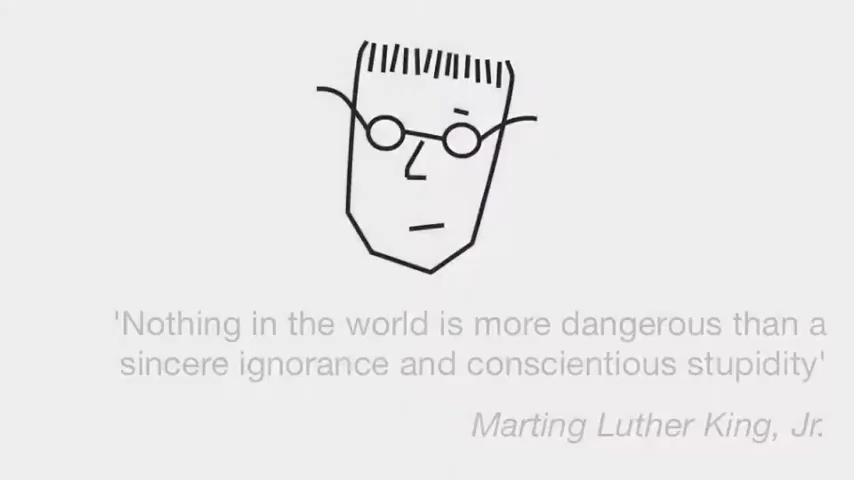 'Nothing in the world is more dangerous than a
sincere ignorance and conscientious stupidity'
Marting Luther King, Jr.